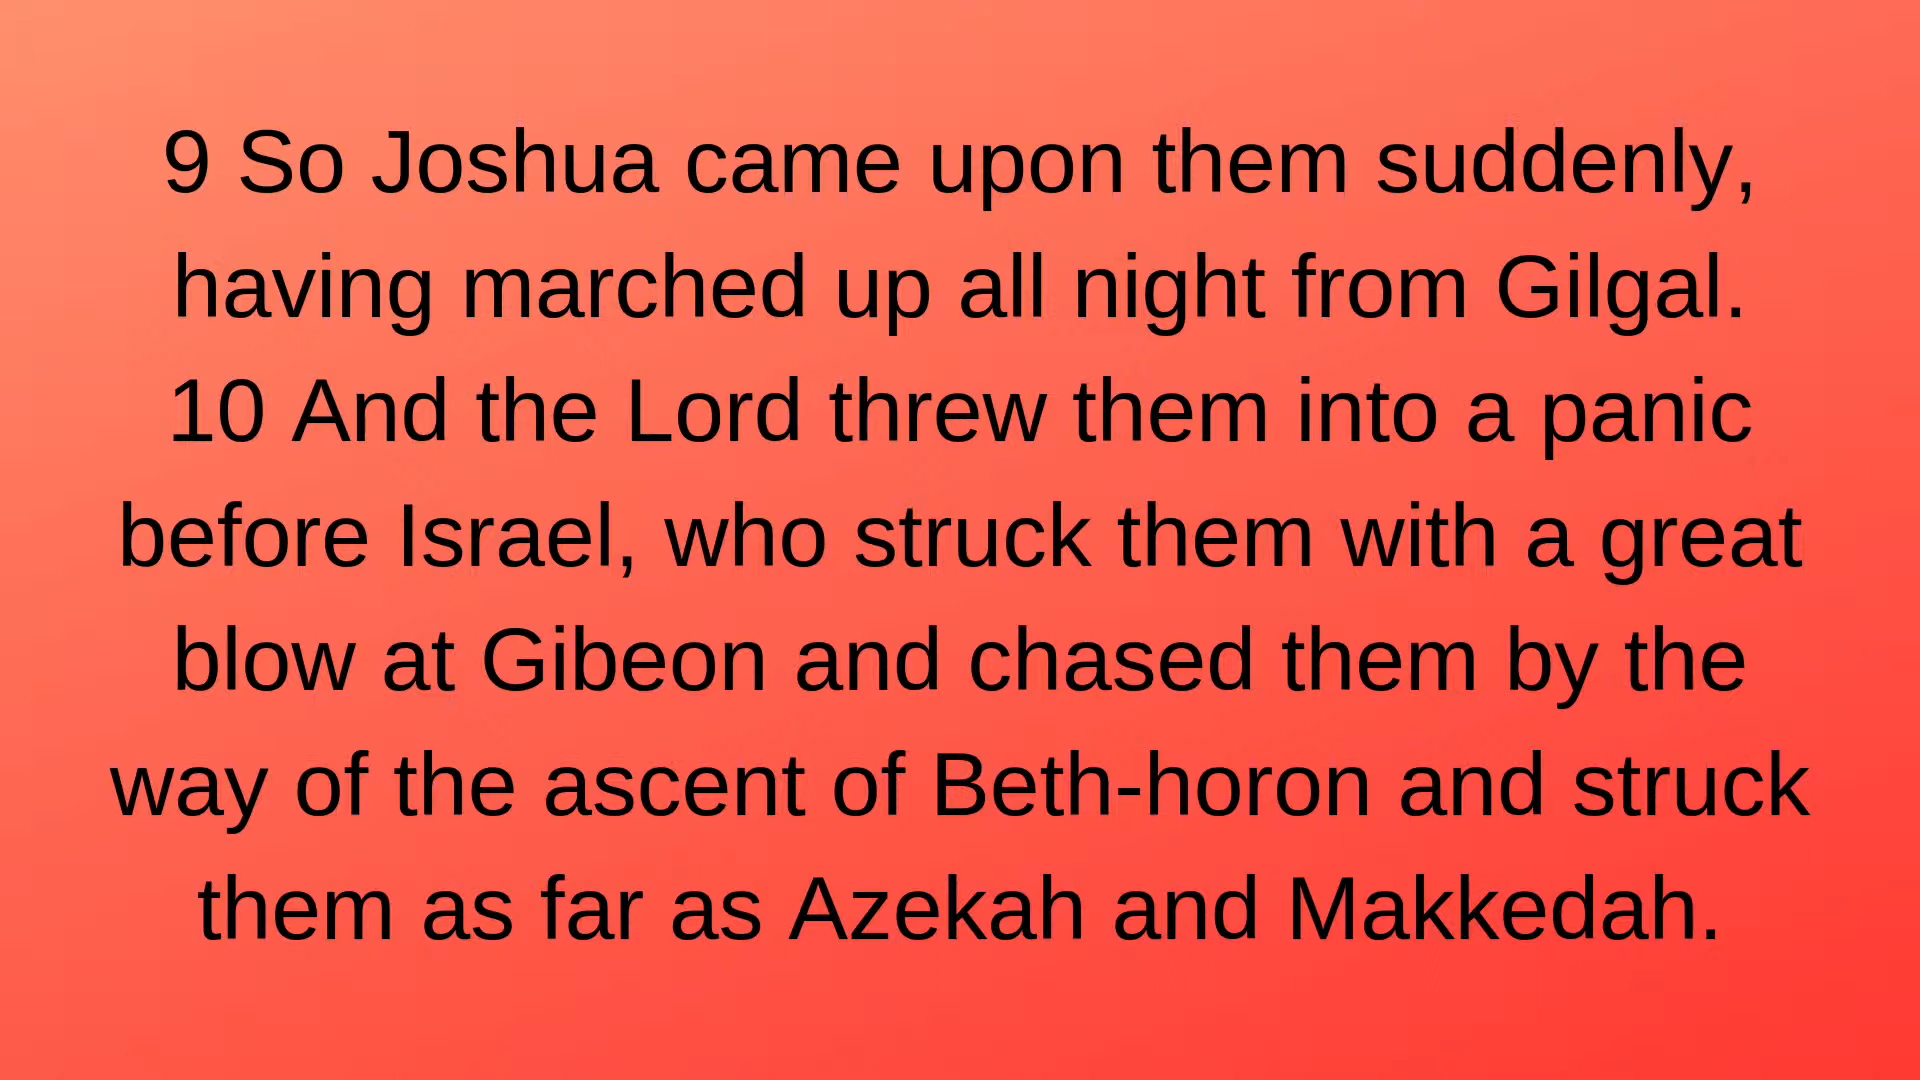 9 So Joshua came upon them suddenly,
having marched up all night from Gilgal.
10 And the Lord threw them into a panic
before Israel, who struck them with a great
blow at Gibeon and chased them by the
way of the ascent of Beth-horon and struck
them as far as Azekah and Makkedah.